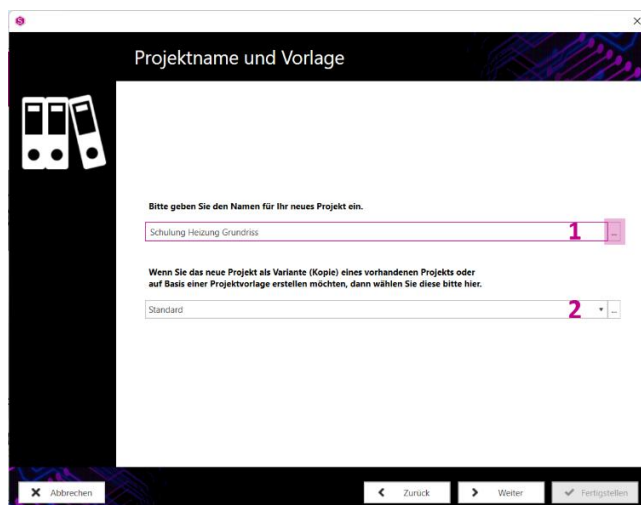 S
Projektname und Vorlage
Bitte geben Sie den Namen für Ihr neues Projekt ein.
Schulung Heizung Grundriss 1 ...
Wenn Sie das neue Projekt als Variante (Kopie) eines vorhandenen Projekts oder
auf Basis einer Projektvorlage erstellen möchten, dann wählen Sie diese bitte hier.
Standard 2 ...
Abbrechen Zurück Weiter Fertigstellen